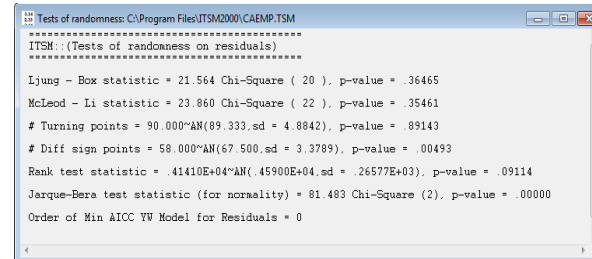 Tests of randomness: C:\Program Files\ITSM2000\CAEMP.TSM
============================================
ITSM::(Tests of randomness on residuals)
============================================
Ljung - Box statistic = 21.564 Chi-Square ( 20 ), p-value = .36465
McLeod - Li statistic = 23.860 Chi-Square ( 22 ), p-value = .35461
# Turning points = 90.000~AN(89.333,sd = 4.8842), p-value = .89143
# Diff sign points = 58.000~AN(67.500,sd = 3.3789), p-value = .00493
Rank test statistic = .41410E+04~AN(.45900E+04,sd = .26577E+03), p-value = .09114
Jarque-Bera test statistic (for normality) = 81.483 Chi-Square (2), p-value = .00000
Order of Min AICC YW Model for Residuals = 0